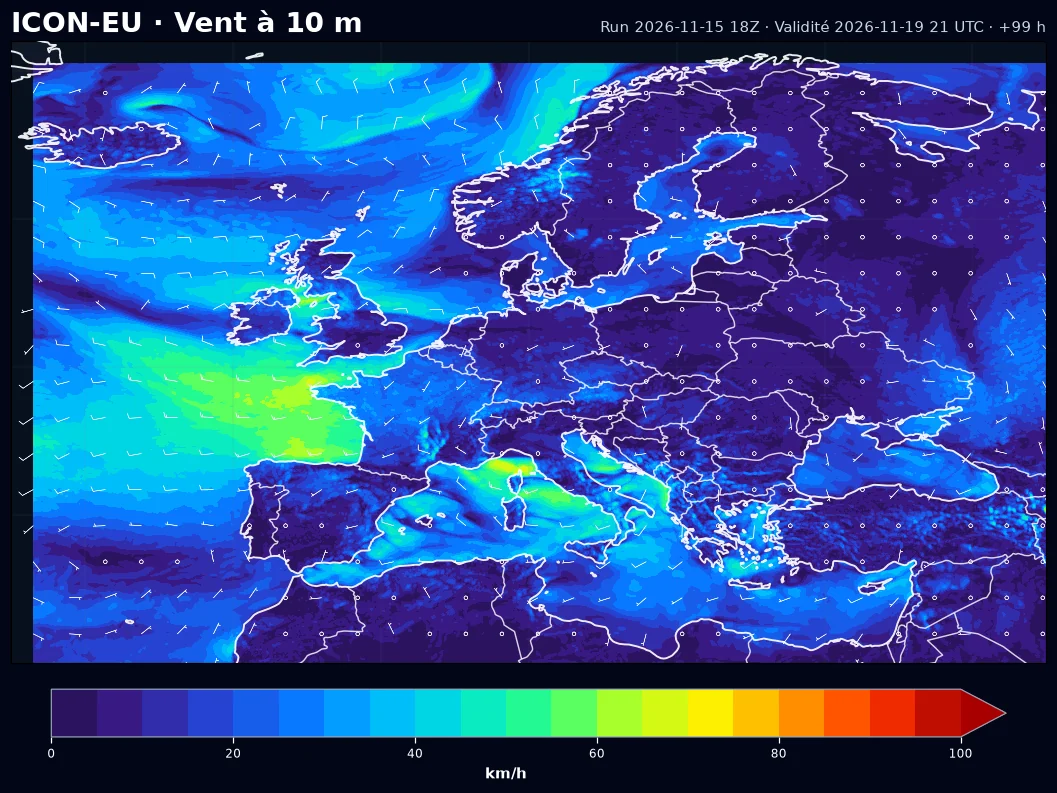 ICON-EU · Vent à 10 m
Run 2026-11-15 18Z · Validité 2026-11-19 21 UTC · +99 h
0 20 40 60 80 100
km/h